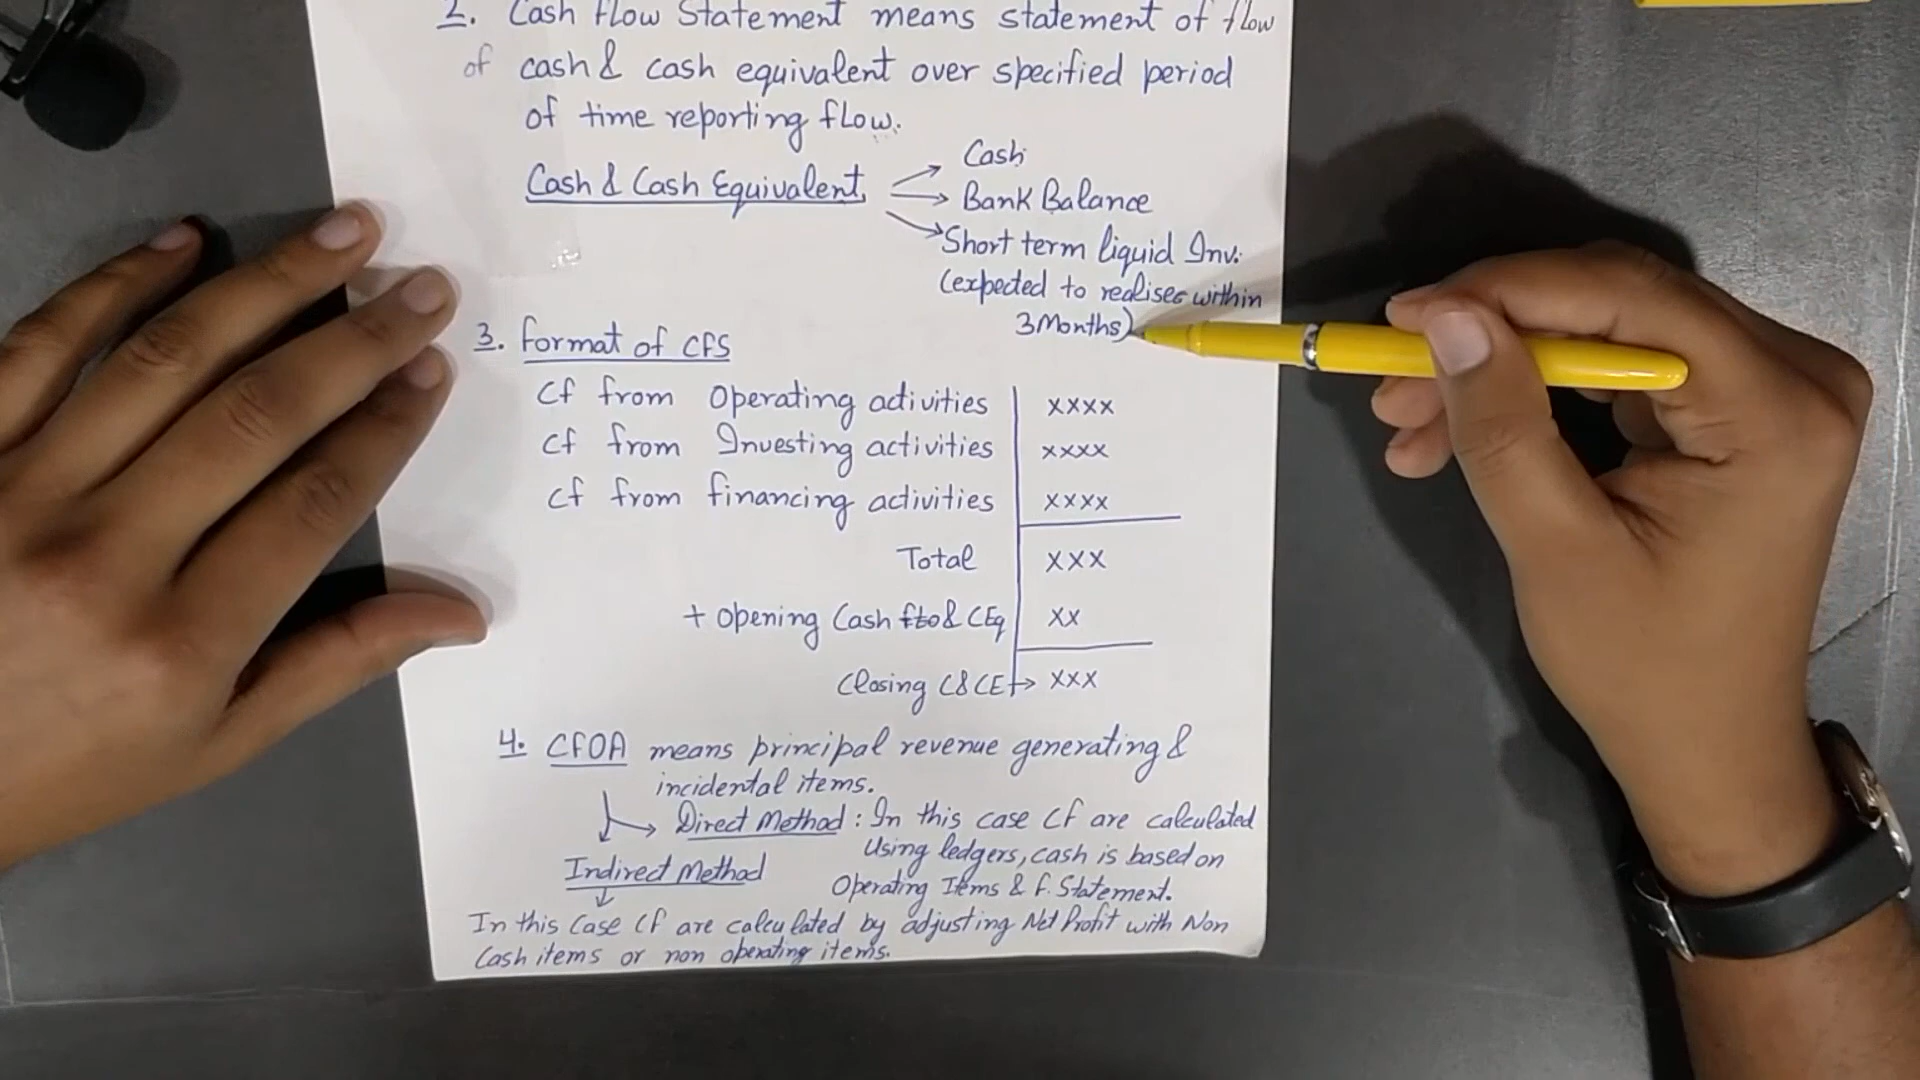 2. Cash Flow Statement means statement of flow
of cash & cash equivalent over specified period
of time reporting flow.
Cash & Cash Equivalent
Cash
Bank Balance
Short term liquid Inv.
(expected to realises within
3 Months)
3. Format of CFS
Cf from Operating activities xxxx
Cf from Investing activities xxxx
Cf from financing activities xxxx
Total xxx
+ Opening Cash & CEq xx
Closing C&CE → xxx
4. CFOA means principal revenue generating &
incidental items.
Direct Method : In this case Cf are calculated
Using ledgers, cash is based on
Operating Items & F. Statement.
Indirect Method
In this Case Cf are calculated by adjusting Net Profit with Non
Cash items or non operating items.